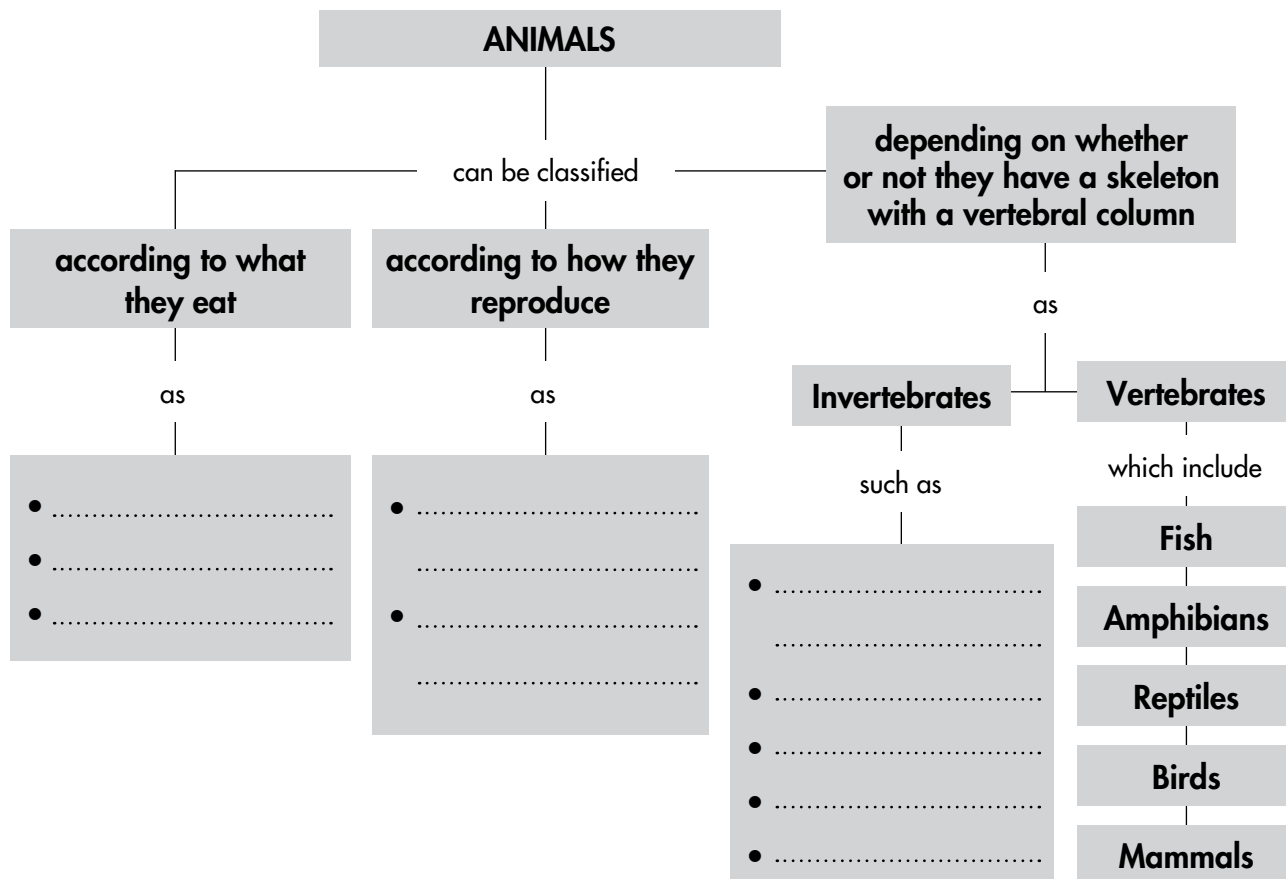 ANIMALS
can be classified
according to what
they eat
as
• ....................
• ....................
• ....................
according to how they
reproduce
as
• ....................
....................
• ....................
....................
depending on whether
or not they have a skeleton
with a vertebral column
as
Invertebrates
such as
• ....................
....................
• ....................
• ....................
• ....................
• ....................
Vertebrates
which include
Fish
Amphibians
Reptiles
Birds
Mammals